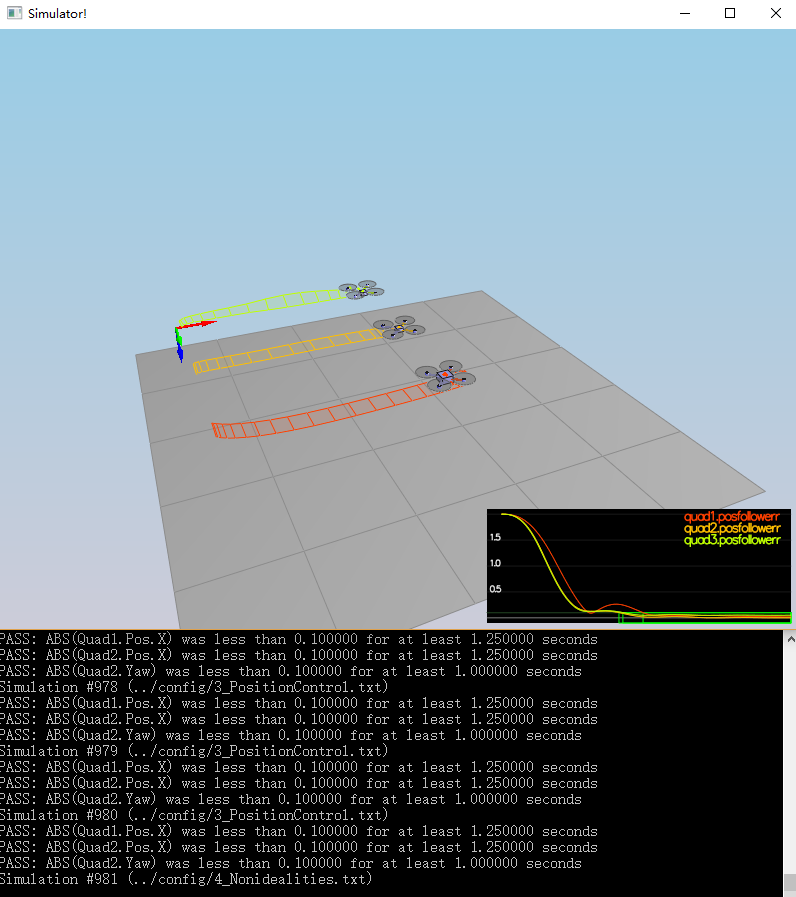 Simulator!
quad1.posfollowerr
quad2.posfollowerr
quad3.posfollowerr
1.5
1.0
0.5
PASS: ABS(Quad1.Pos.X) was less than 0.100000 for at least 1.250000 seconds
PASS: ABS(Quad2.Pos.X) was less than 0.100000 for at least 1.250000 seconds
PASS: ABS(Quad2.Yaw) was less than 0.100000 for at least 1.000000 seconds
Simulation #978 (../config/3_PositionControl.txt)
PASS: ABS(Quad1.Pos.X) was less than 0.100000 for at least 1.250000 seconds
PASS: ABS(Quad2.Pos.X) was less than 0.100000 for at least 1.250000 seconds
PASS: ABS(Quad2.Yaw) was less than 0.100000 for at least 1.000000 seconds
Simulation #979 (../config/3_PositionControl.txt)
PASS: ABS(Quad1.Pos.X) was less than 0.100000 for at least 1.250000 seconds
PASS: ABS(Quad2.Pos.X) was less than 0.100000 for at least 1.250000 seconds
PASS: ABS(Quad2.Yaw) was less than 0.100000 for at least 1.000000 seconds
Simulation #980 (../config/3_PositionControl.txt)
PASS: ABS(Quad1.Pos.X) was less than 0.100000 for at least 1.250000 seconds
PASS: ABS(Quad2.Pos.X) was less than 0.100000 for at least 1.250000 seconds
PASS: ABS(Quad2.Yaw) was less than 0.100000 for at least 1.000000 seconds
Simulation #981 (../config/4_Nonidealities.txt)